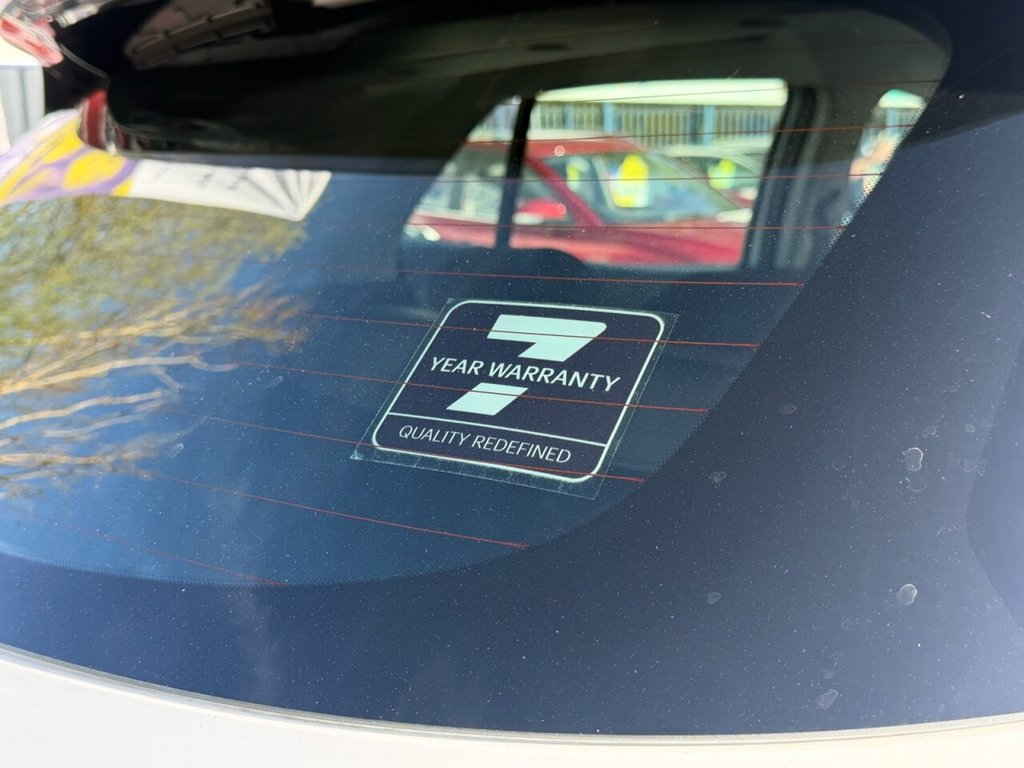 7
YEAR WARRANTY
QUALITY REDEFINED